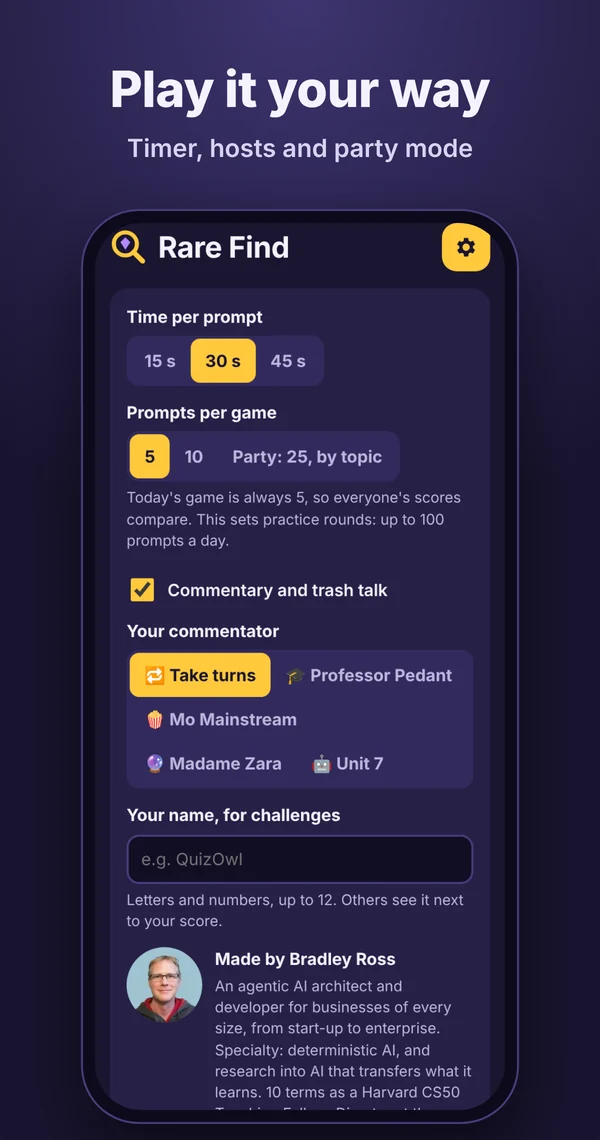 Play it your way
Timer, hosts and party mode
Rare Find
Time per prompt
15 s 30 s 45 s
Prompts per game
5 10 Party: 25, by topic
Today's game is always 5, so everyone's scores
compare. This sets practice rounds: up to 100
prompts a day.
Commentary and trash talk
Your commentator
🔁 Take turns 🎓 Professor Pedant
🍿 Mo Mainstream
🔮 Madame Zara 🤖 Unit 7
Your name, for challenges
e.g. QuizOwl
Letters and numbers, up to 12. Others see it next
to your score.
Made by Bradley Ross
An agentic AI architect and
developer for businesses of every
size, from start-up to enterprise.
Specialty: deterministic AI, and
research into AI that transfers what it
learns. 10 terms as a Harvard CS50